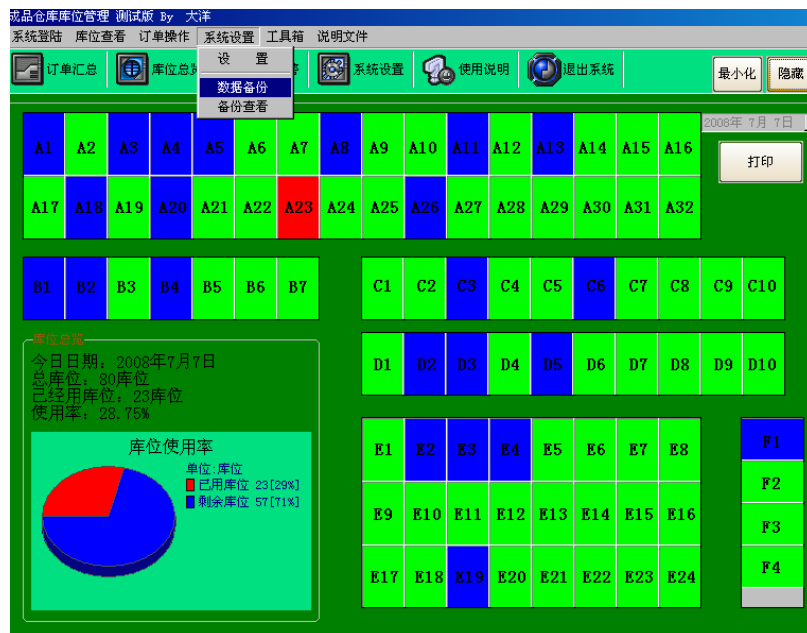 成品仓库库位管理 测试版 By 大洋
系统登陆 库位查看 订单操作 系统设置 工具箱 说明文件
订单汇总 库位总 系统设置 使用说明 退出系统 最小化 隐藏
设 置
数据备份
备份查看
2008年 7月 7日
打印
A1 A2 A3 A4 A5 A6 A7 A8 A9 A10 A11 A12 A13 A14 A15 A16
A17 A18 A19 A20 A21 A22 A23 A24 A25 A26 A27 A28 A29 A30 A31 A32
B1 B2 B3 B4 B5 B6 B7
C1 C2 C3 C4 C5 C6 C7 C8 C9 C10
D1 D2 D3 D4 D5 D6 D7 D8 D9 D10
库位总览
今日日期：2008年7月7日
总库位：80库位
已经用库位：23库位
使用率：28.75%
库位使用率
单位:库位
已用库位 23[29%]
剩余库位 57[71%]
E1 E2 E3 E4 E5 E6 E7 E8
E9 E10 E11 E12 E13 E14 E15 E16
E17 E18 E19 E20 E21 E22 E23 E24
F1
F2
F3
F4